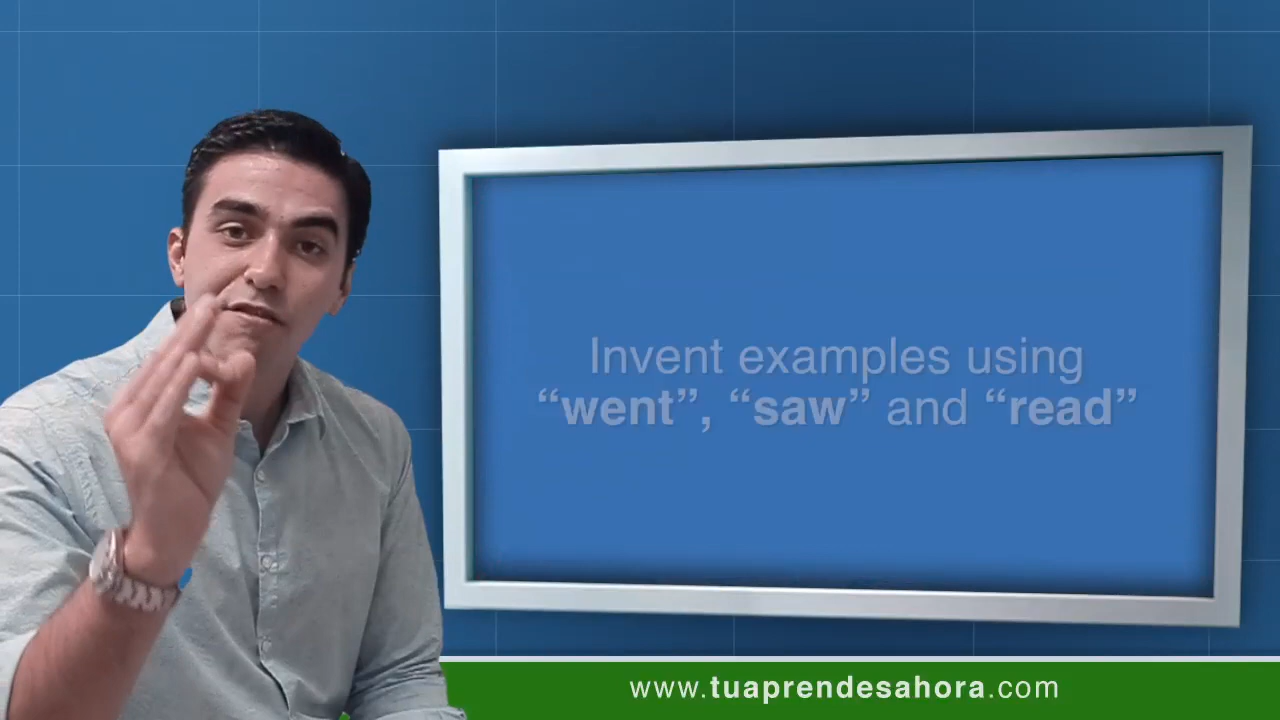 Invent examples using
“went”, “saw” and “read”
www.tuaprendesahora.com